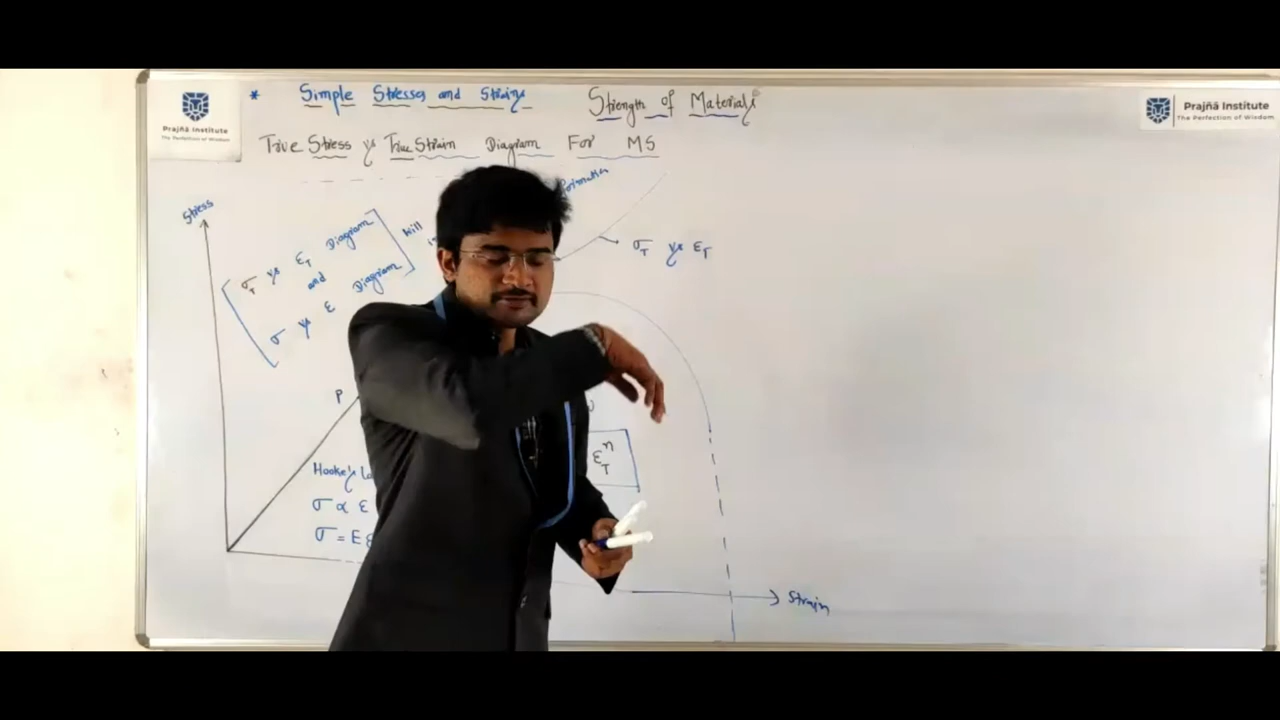 Prajñā Institute
The Perfection of Wisdom
* Simple Stresses and Strains
Strength of Materials
Prajñā Institute
The Perfection of Wisdom
True Stress vs True Strain Diagram For MS
Stress
σT vs εT Diagram
and
σ vs ε Diagram
will
σT vs εT
P
εTⁿ
Hooke's
σ ∝ ε
σ = E
Strain